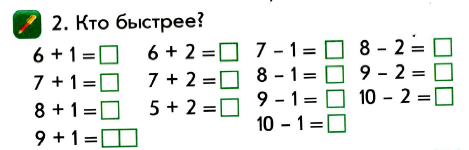 2. Кто быстрее?
6 + 1 = □ 6 + 2 = □ 7 – 1 = □ 8 – 2 = □
7 + 1 = □ 7 + 2 = □ 8 – 1 = □ 9 – 2 = □
8 + 1 = □ 5 + 2 = □ 9 – 1 = □ 10 – 2 = □
9 + 1 = □□ 10 – 1 = □